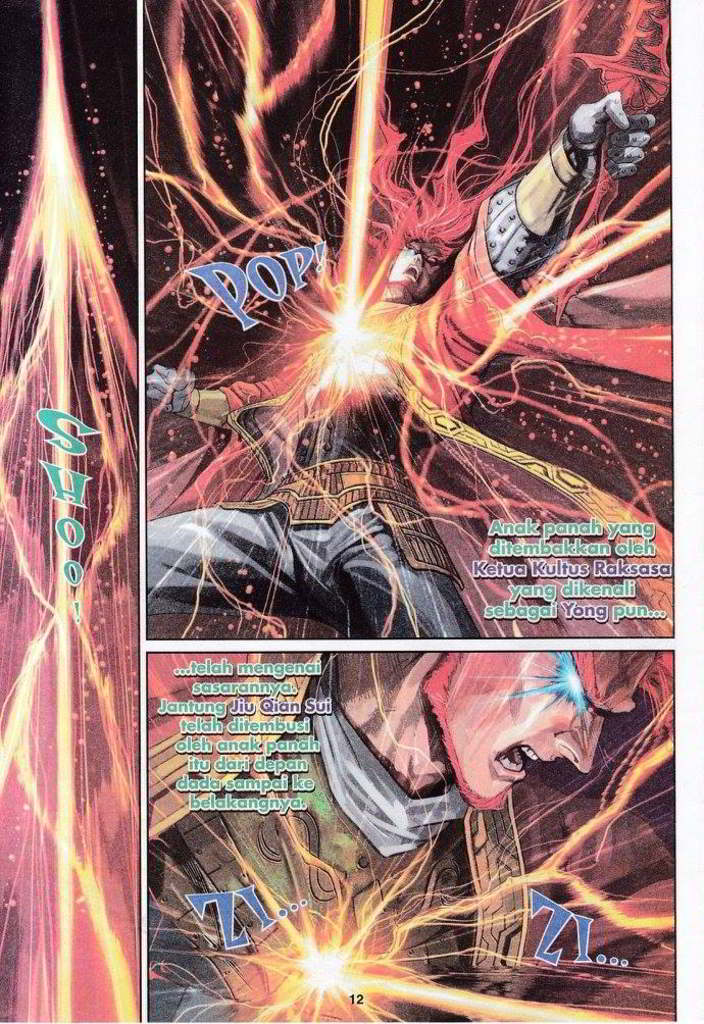 SHOO!
POP!
Anak panah yang
ditembakkan oleh
Ketua Kultus Raksasa
yang dikenali
sebagai Yong pun...
...telah mengenai
sasarannya.
Jantung Jiu Qian Sui
telah ditembusi
oleh anak panah
itu dari depan
dada sampai ke
belakangnya.
ZI...
ZI...
12